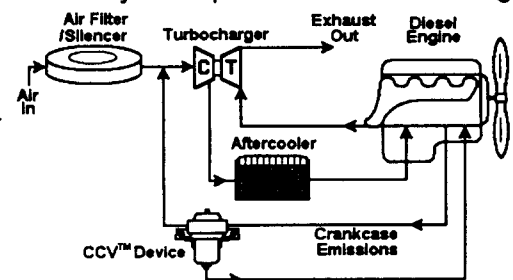 Air Filter
/Silencer
Turbocharger
Exhaust
Out
Diesel
Engine
C T
Air
In
Aftercooler
Crankcase
Emissions
CCV™ Device